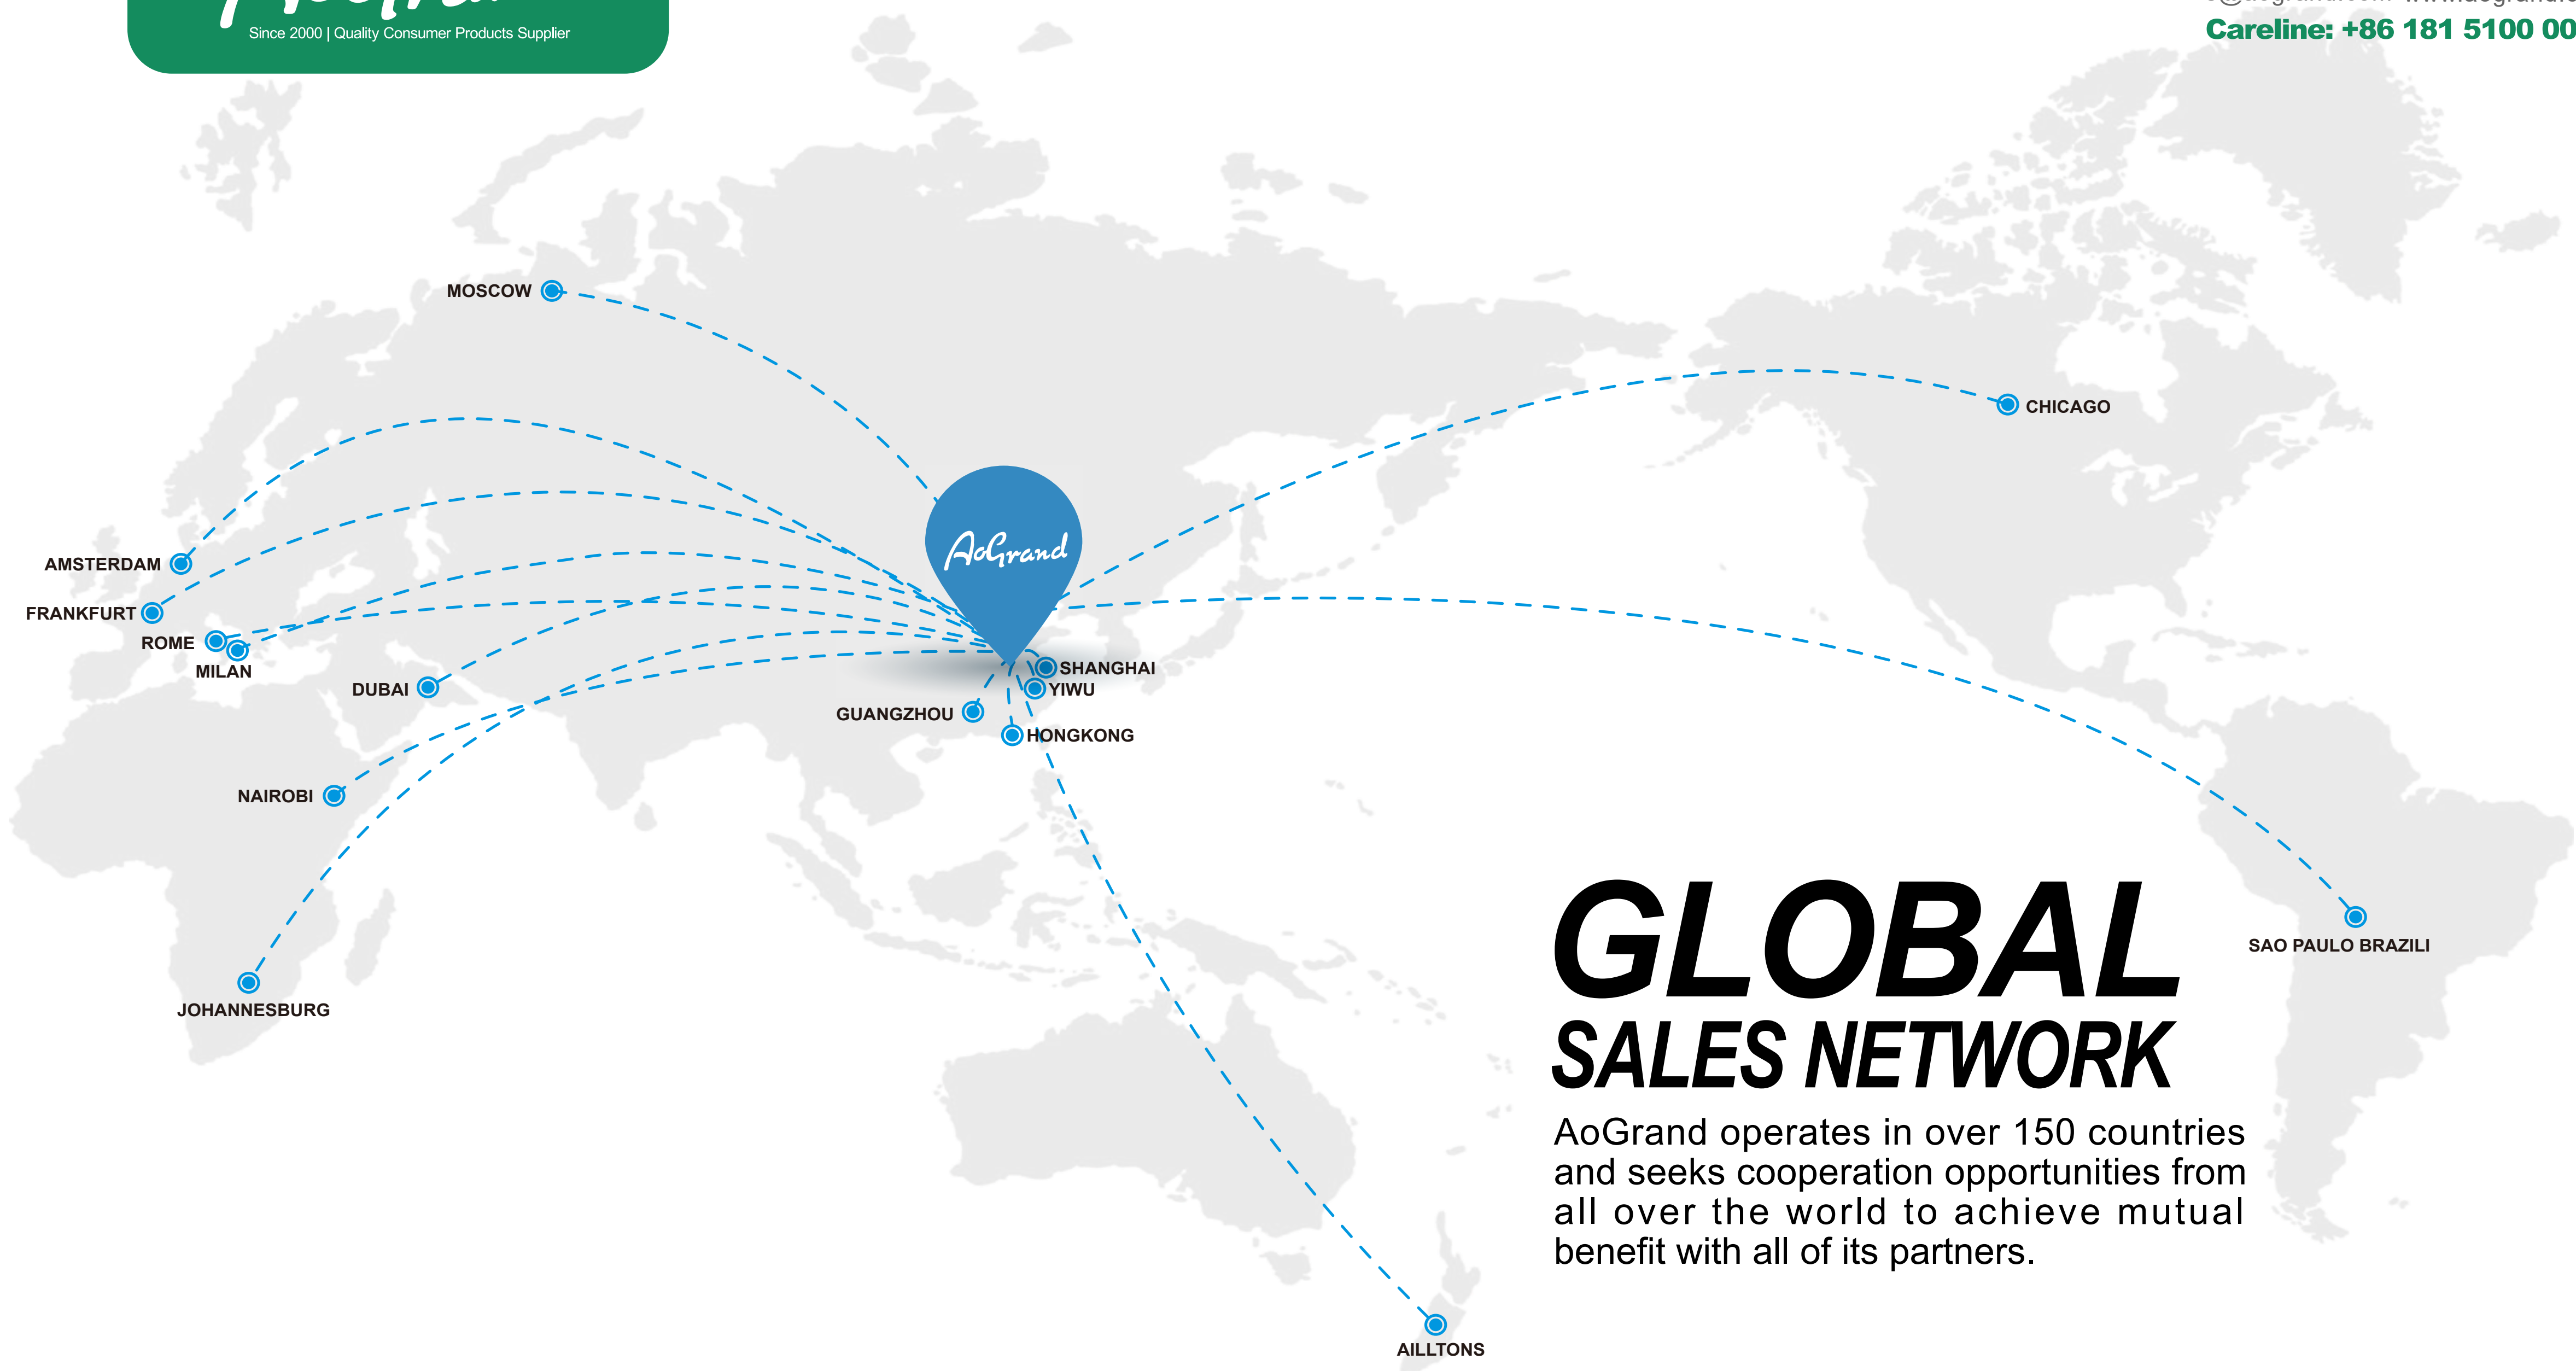 Since 2000 | Quality Consumer Products Supplier
Careline: +86 181 5100 00
MOSCOW
CHICAGO
AoGrand
AMSTERDAM
FRANKFURT
ROME
MILAN
DUBAI
SHANGHAI
YIWU
GUANGZHOU
HONGKONG
NAIROBI
JOHANNESBURG
SAO PAULO BRAZILI
GLOBAL
SALES NETWORK
AoGrand operates in over 150 countries
and seeks cooperation opportunities from
all over the world to achieve mutual
benefit with all of its partners.
AILLTONS